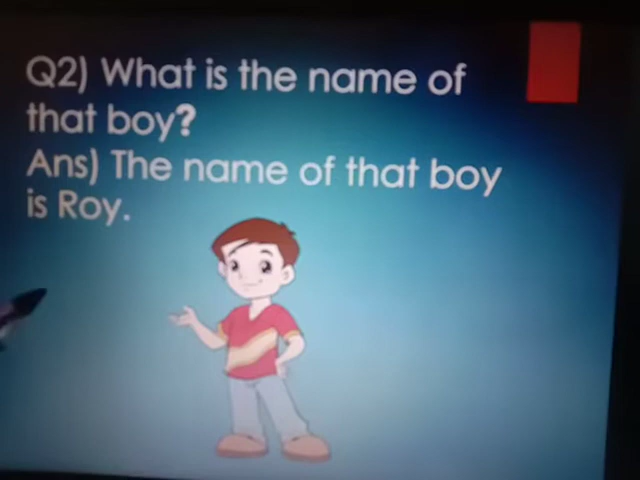 Q2) What is the name of
that boy?
Ans) The name of that boy
is Roy.